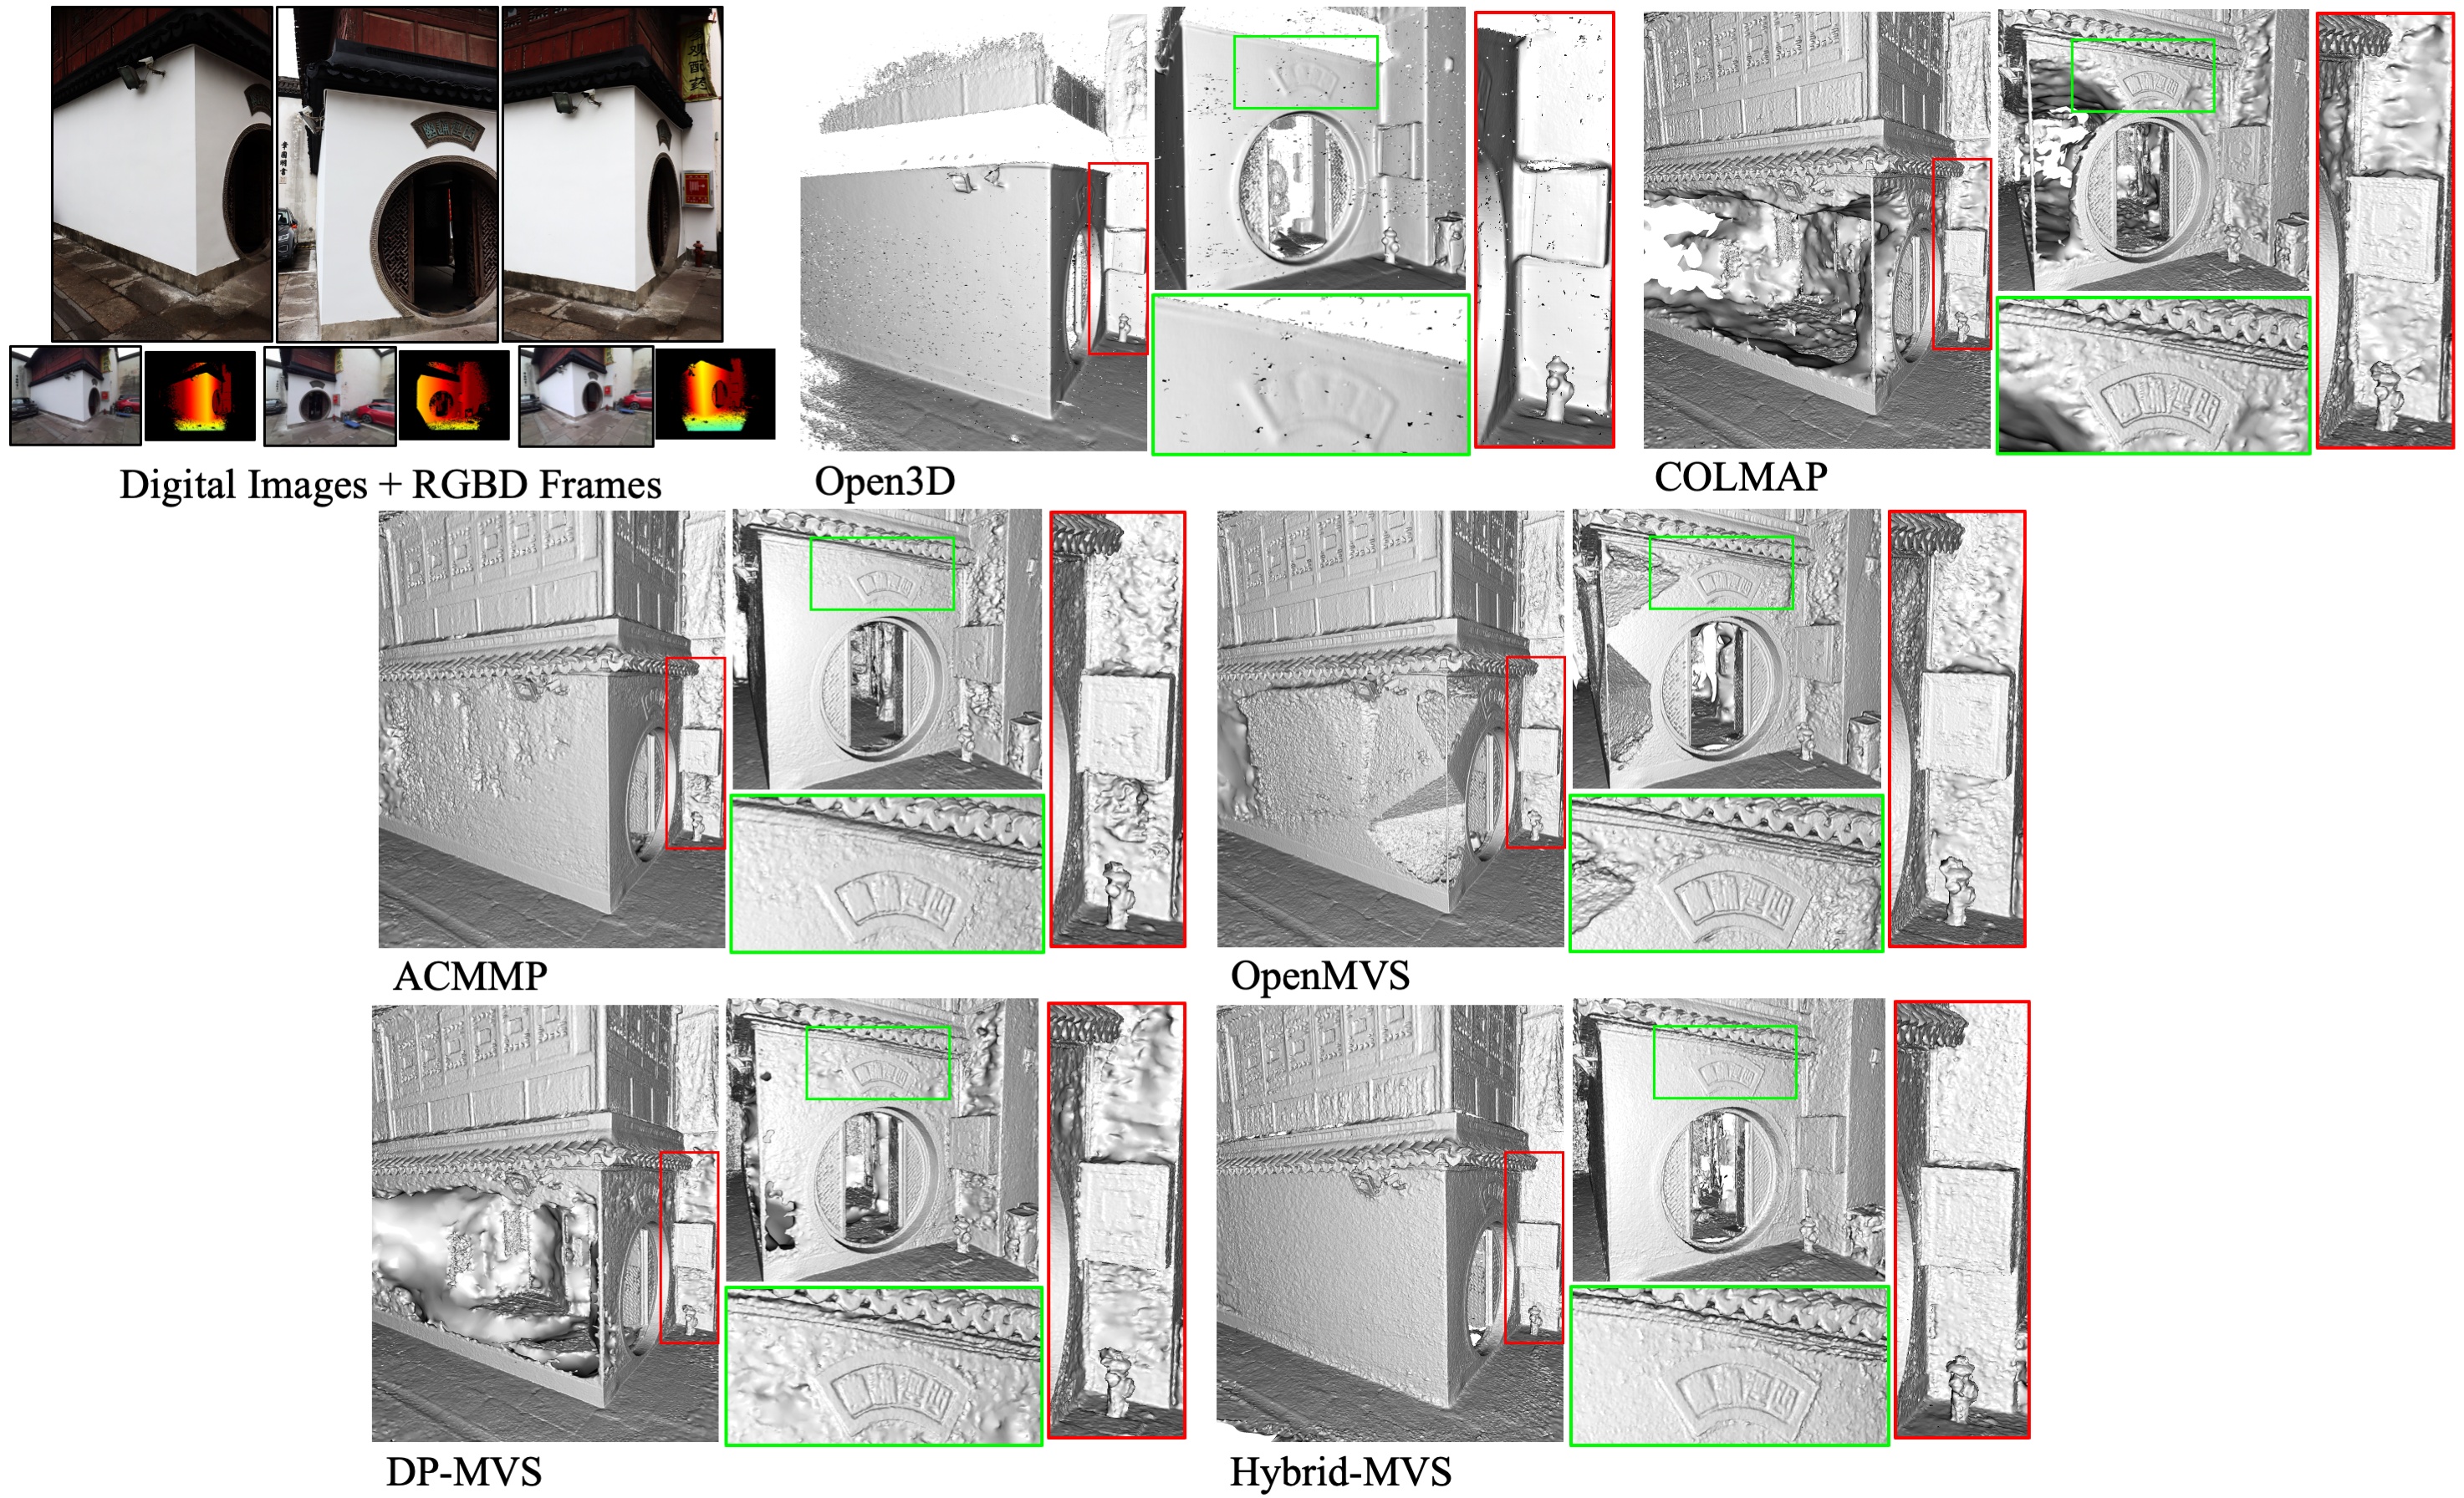 Digital Images + RGBD Frames
Open3D
COLMAP
ACMMP
OpenMVS
DP-MVS
Hybrid-MVS